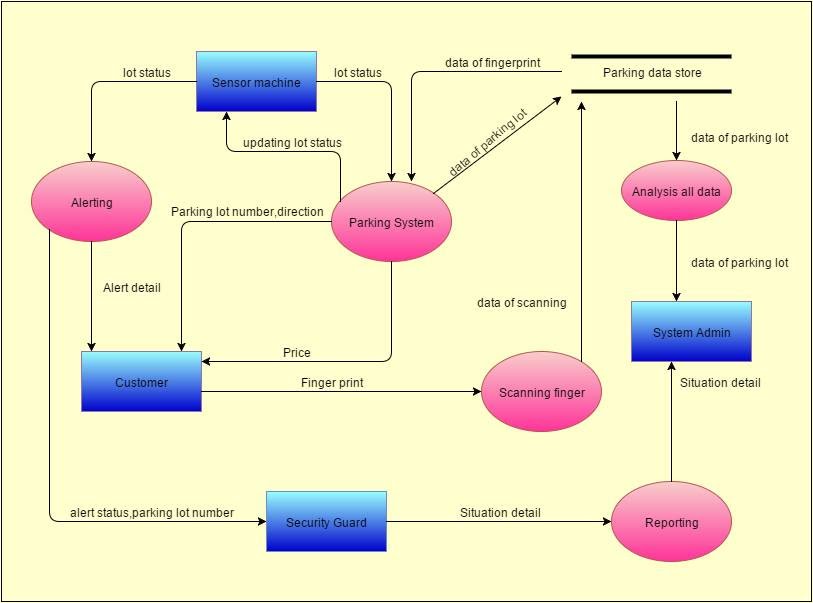 data of fingerprint
Parking data store
lot status
Sensor machine
lot status
updating lot status
data of parking lot
data of parking lot
Alerting
Analysis all data
Parking lot number,direction
Parking System
data of parking lot
Alert detail
data of scanning
System Admin
Price
Customer
Finger print
Scanning finger
Situation detail
alert status,parking lot number
Security Guard
Situation detail
Reporting